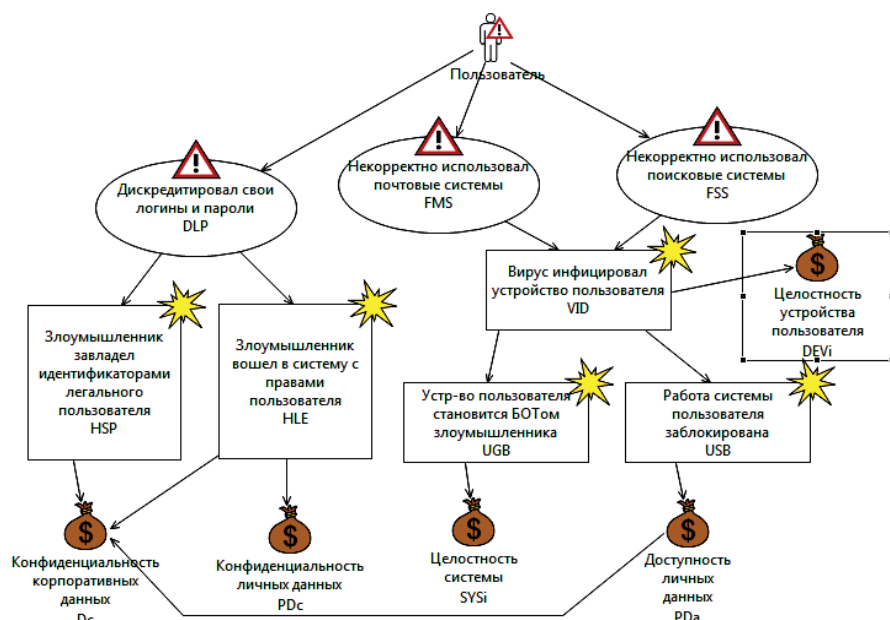 Пользователь
Дискредитировал свои
логины и пароли
DLP
Некорректно использовал
почтовые системы
FMS
Некорректно использовал
поисковые системы
FSS
Вирус инфицировал
устройство пользователя
VID
Целостность
устройства
пользователя
DEVi
Злоумышленник
завладел
идентификаторами
легального
пользователя
HSP
Злоумышленник
вошел в систему с
правами
пользователя
HLE
Устр-во пользователя
становится БОТом
злоумышленника
UGB
Работа системы
пользователя
заблокирована
USB
Конфиденциальность
корпоративных
данных
Dc
Конфиденциальность
личных данных
PDc
Целостность
системы
SYSi
Доступность
личных
данных
PDa